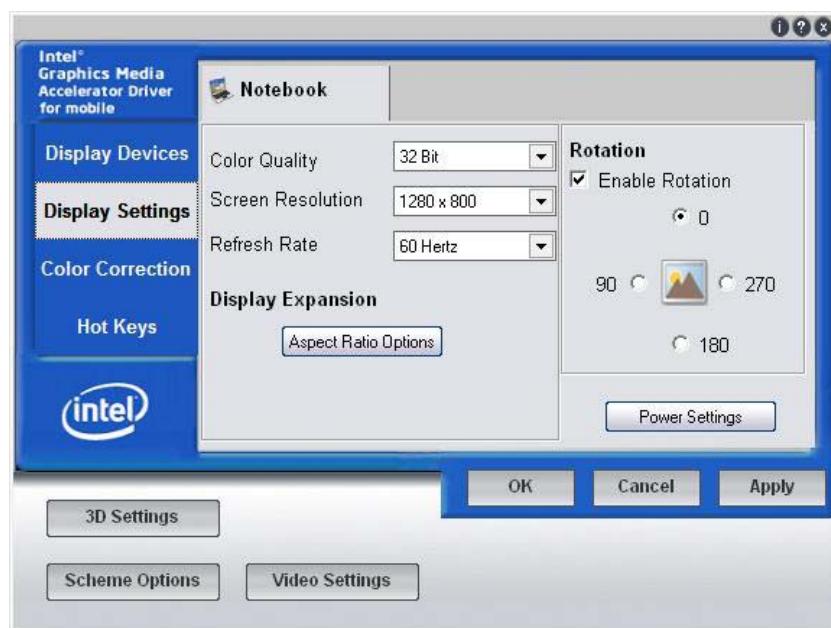 i ? x
Intel®
Graphics Media
Accelerator Driver
for mobile
Notebook
Display Devices
Display Settings
Color Correction
Hot Keys
intel
Color Quality
32 Bit
Screen Resolution
1280 x 800
Refresh Rate
60 Hertz
Display Expansion
Aspect Ratio Options
Rotation
Enable Rotation
0
90
270
180
Power Settings
OK
Cancel
Apply
3D Settings
Scheme Options
Video Settings